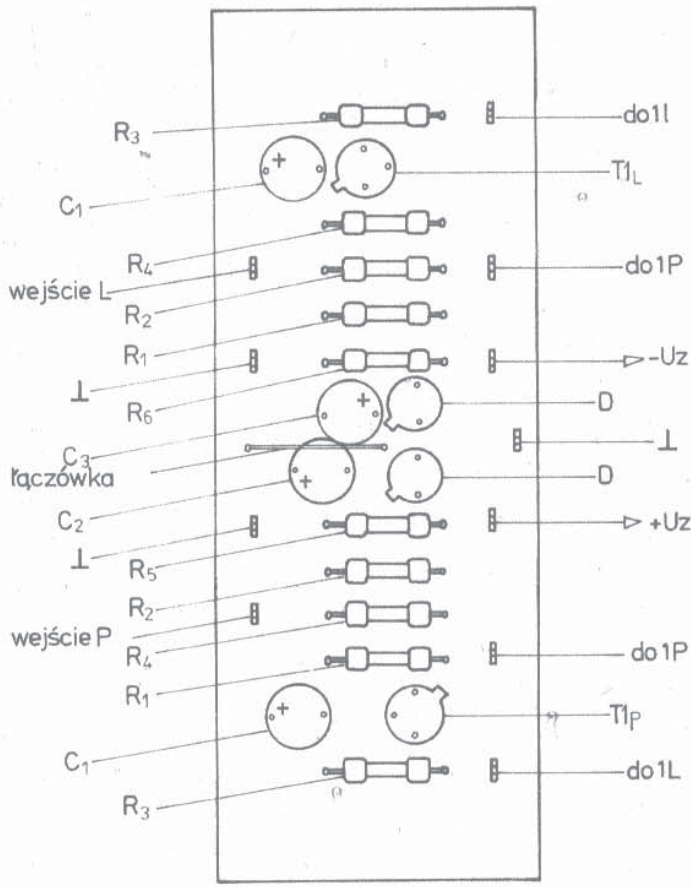 R₃
C₁
R₄
wejście L
R₂
R₁
⊥
R₆
C₃
łączówka
C₂
⊥
R₅
R₂
wejście P
R₄
R₁
C₁
R₃
do1l
T1L
do1P
-Uz
D
⊥
D
+Uz
do1P
T1P
do1L
+
+
+
+